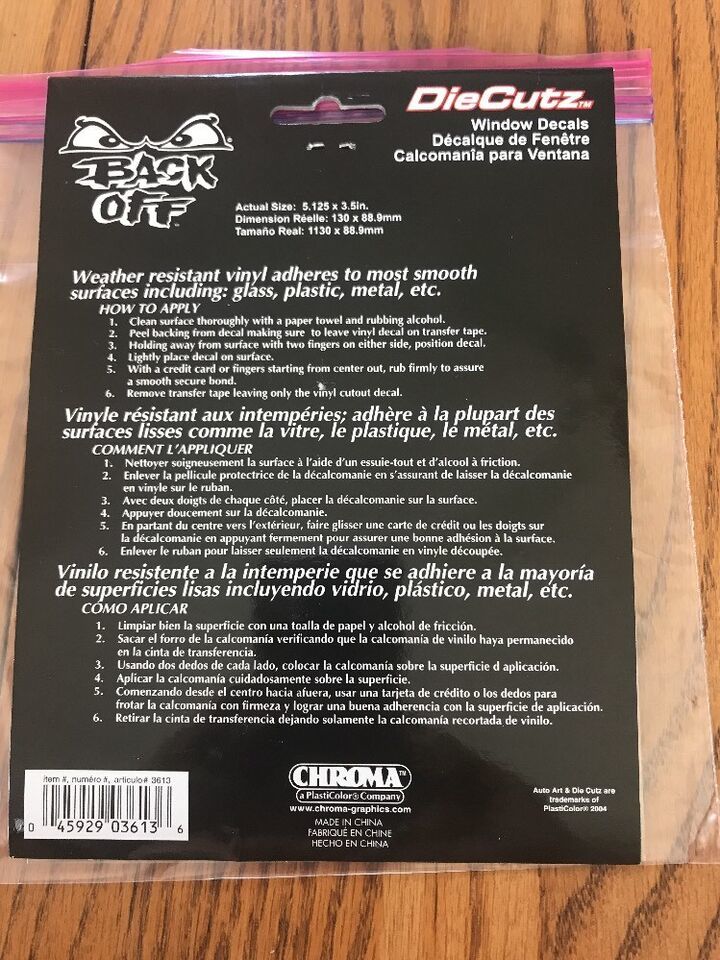 DieCutz™
Window Decals
Décalque de Fenêtre
Calcomanîa para Ventana
BACK
OFF™
Actual Size: 5.125 x 3.5in.
Dimension Réelle: 130 x 88.9mm
Tamaño Real: 1130 x 88.9mm
Weather resistant vinyl adheres to most smooth
surfaces including: glass, plastic, metal, etc.
HOW TO APPLY
1. Clean surface thoroughly with a paper towel and rubbing alcohol.
2. Peel backing from decal making sure to leave vinyl decal on transfer tape.
3. Holding away from surface with two fingers on either side, position decal.
4. Lightly place decal on surface.
5. With a credit card or fingers starting from center out, rub firmly to assure
a smooth secure bond.
6. Remove transfer tape leaving only the vinyl cutout decal.
Vinyle résistant aux intempéries; adhère à la plupart des
surfaces lisses comme la vitre, le plastique, le métal, etc.
COMMENT L'APPLIQUER
1. Nettoyer soigneusement la surface à l'aide d'un essuie-tout et d'alcool à friction.
2. Enlever la pellicule protectrice de la décalcomanie en s'assurant de laisser la décalcomanie
en vinyle sur le ruban.
3. Avec deux doigts de chaque côté, placer la décalcomanie sur la surface.
4. Appuyer doucement sur la décalcomanie.
5. En partant du centre vers l'extérieur, faire glisser une carte de crédit ou les doigts sur
la décalcomanie en appuyant fermement pour assurer une bonne adhésion à la surface.
6. Enlever le ruban pour laisser seulement la décalcomanie en vinyle découpée.
Vinilo resistente a la intemperie que se adhiere a la mayoría
de superficies lisas incluyendo vidrio, plástico, metal, etc.
CÓMO APLICAR
1. Limpiar bien la superficie con una toalla de papel y alcohol de fricción.
2. Sacar el forro de la calcomanía verificando que la calcomanía de vinilo haya permanecido
en la cinta de transferencia.
3. Usando dos dedos de cada lado, colocar la calcomanía sobre la superficie d aplicación.
4. Aplicar la calcomanía cuidadosamente sobre la superficie.
5. Comenzando desde el centro hacia afuera, usar una tarjeta de crédito o los dedos para
frotar la calcomanía con firmeza y lograr una buena adherencia con la superficie de aplicación.
6. Retirar la cinta de transferencia dejando solamente la calcomanía recortada de vinilo.
item #, numéro #, articulo# 3613
0 45929 03613 6
CHROMA™
a PlastiColor® Company
www.chroma-graphics.com
MADE IN CHINA
FABRIQUÉ EN CHINE
HECHO EN CHINA
Auto Art & Die Cutz are
trademarks of
PlastiColor® 2004